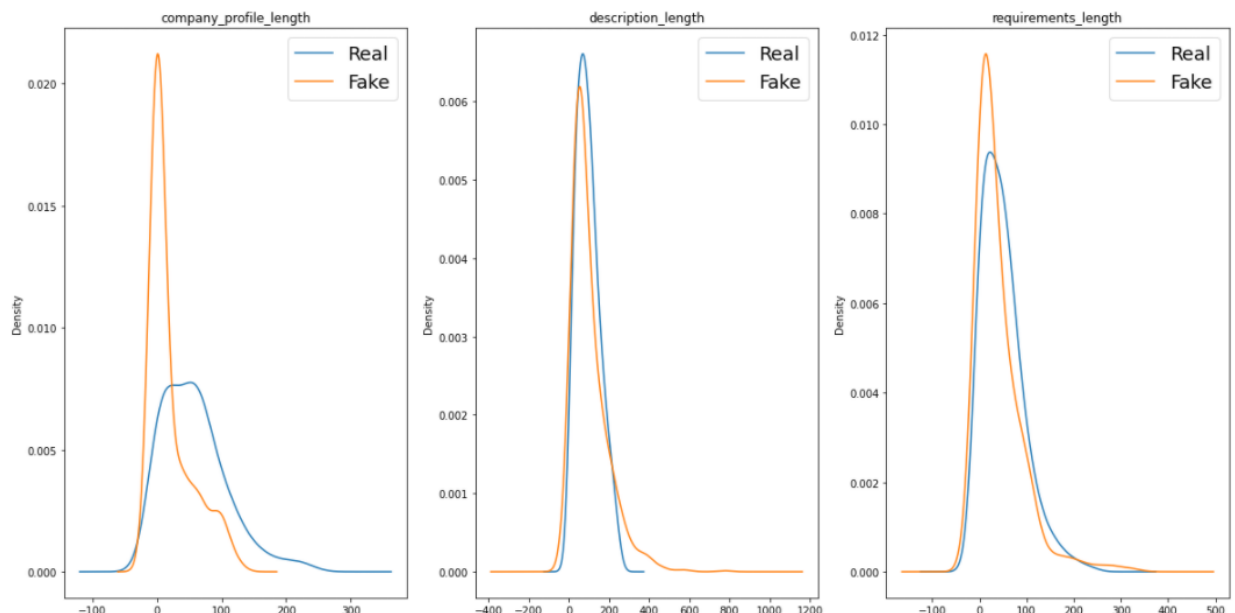 company_profile_length
Real
Fake
0.020
0.015
0.010
0.005
0.000
Density
−100 0 100 200 300
description_length
Real
Fake
0.006
0.005
0.004
0.003
0.002
0.001
0.000
Density
−400 −200 0 200 400 600 800 1000 1200
requirements_length
Real
Fake
0.012
0.010
0.008
0.006
0.004
0.002
0.000
Density
−100 0 100 200 300 400 500